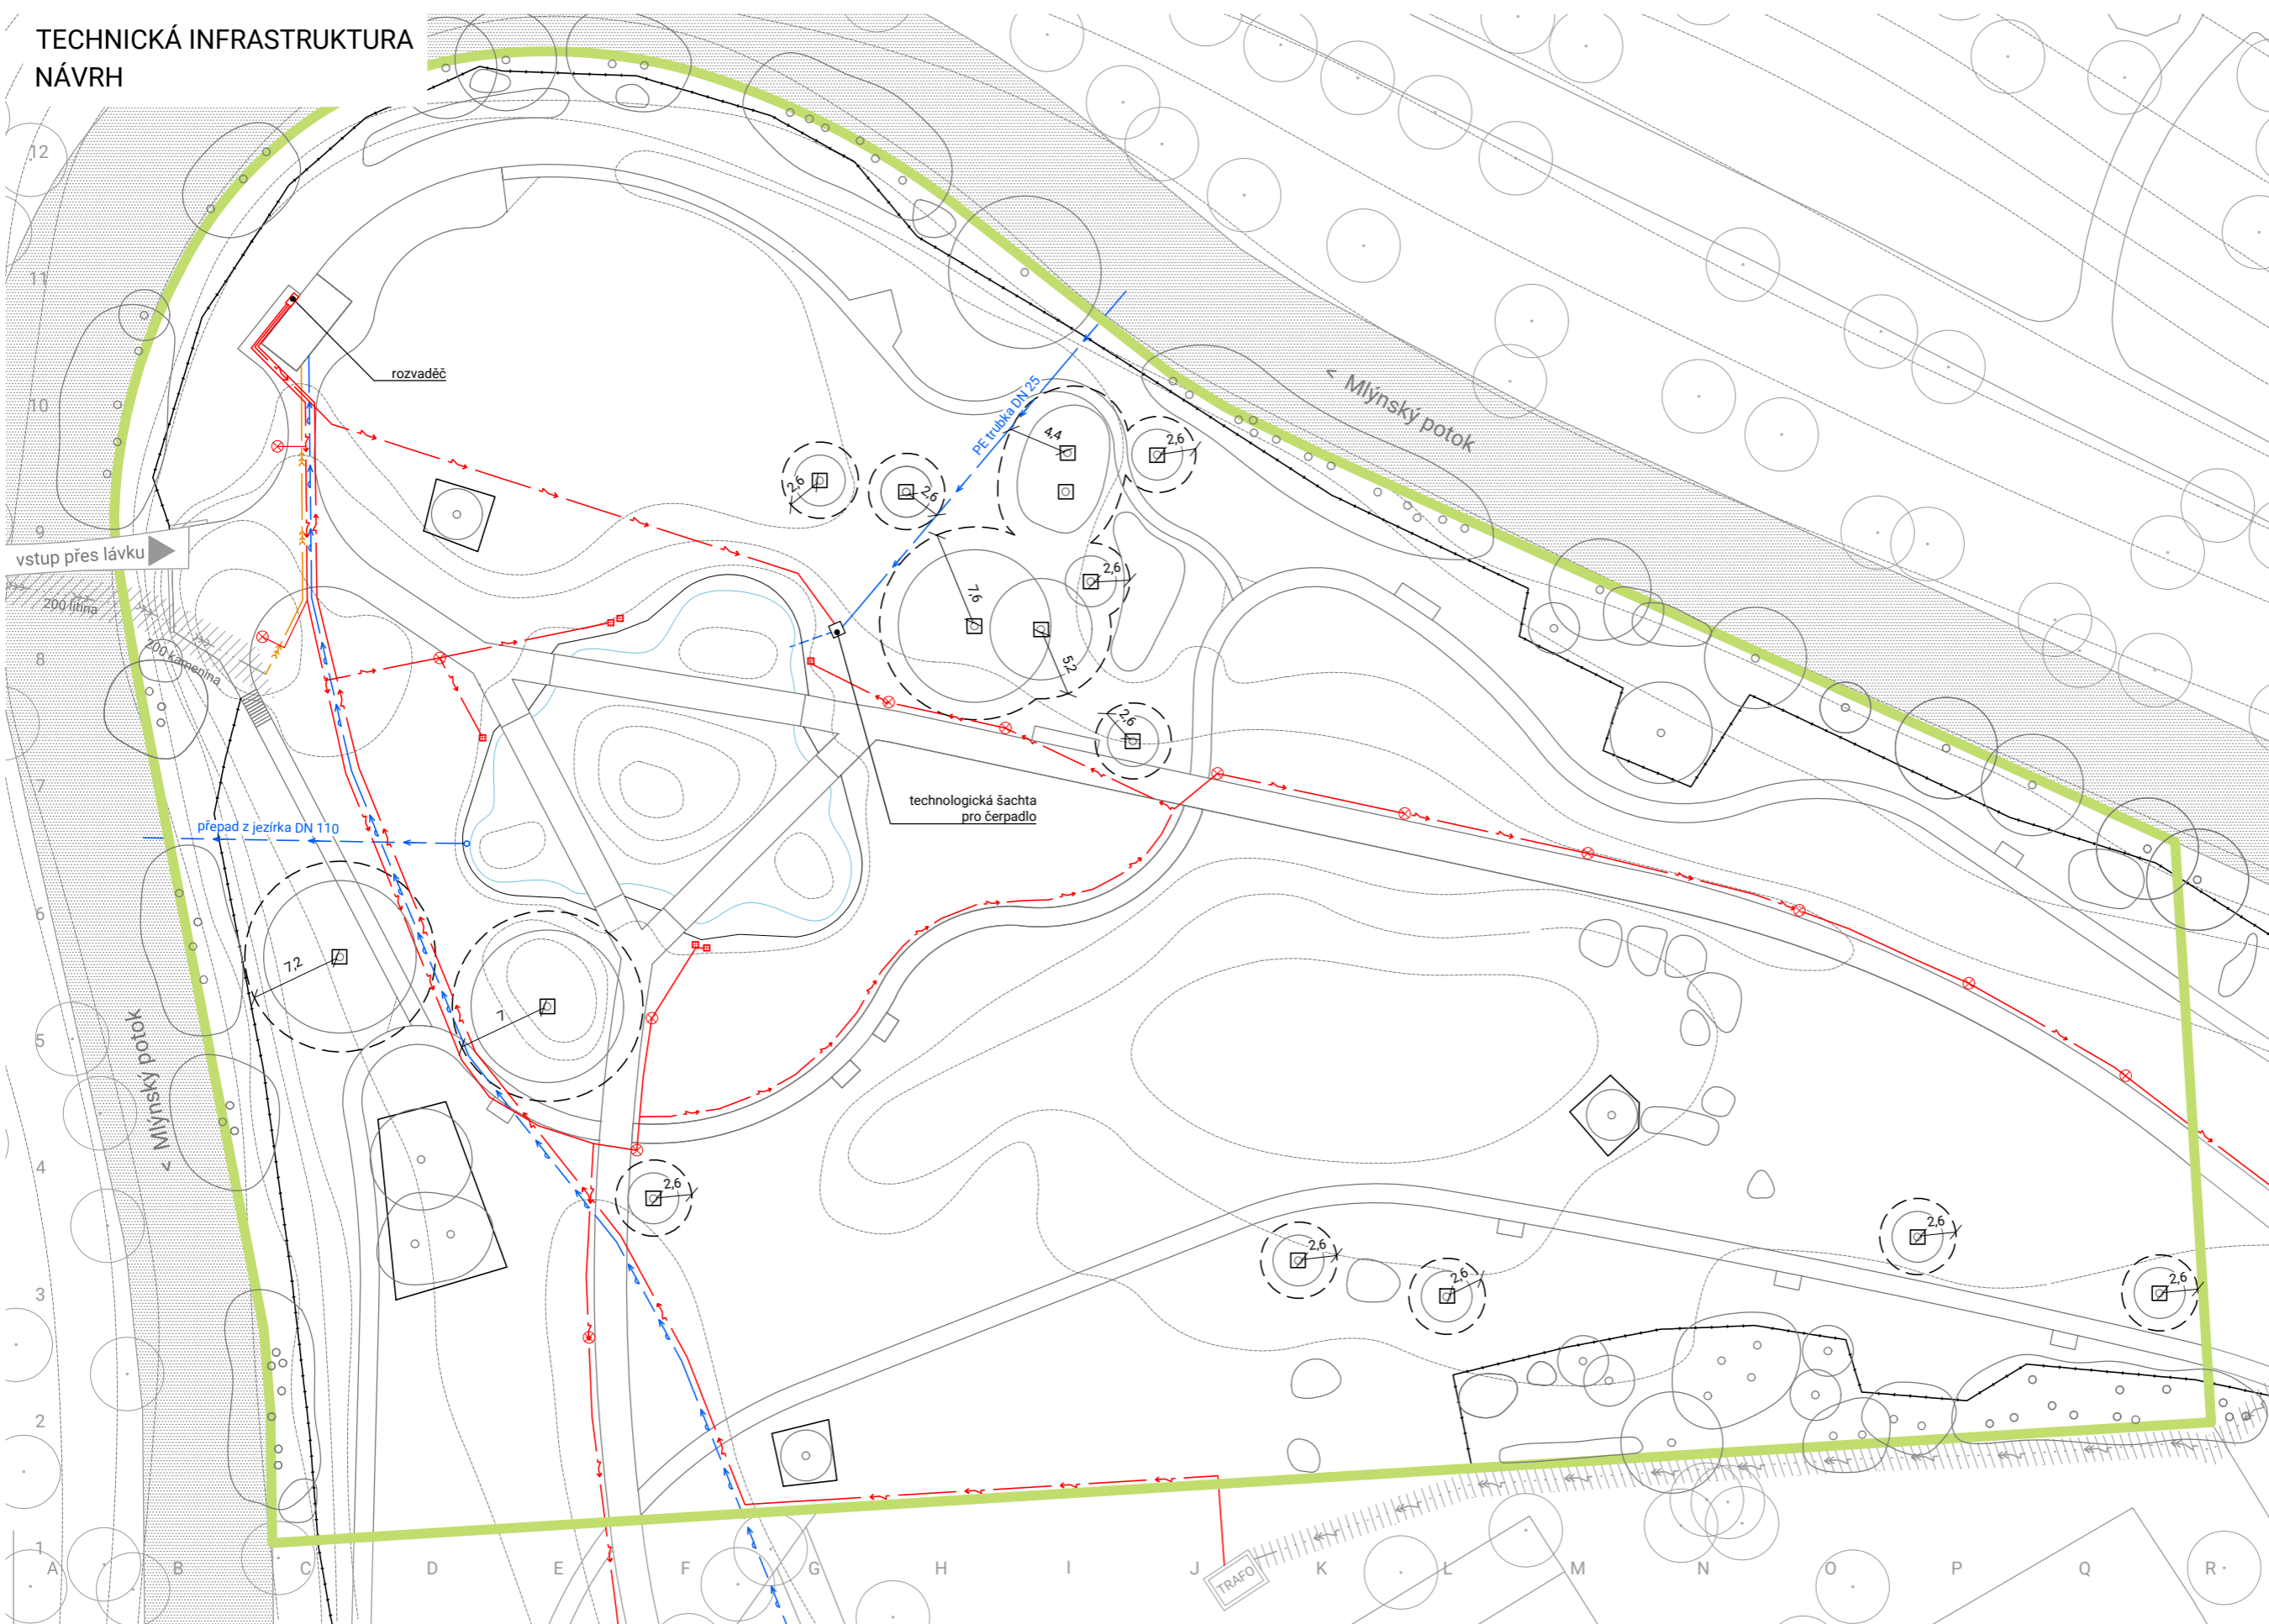 TECHNICKÁ INFRASTRUKTURA
NÁVRH
12
11
10
9
8
7
6
5
4
3
2
1
A
B
C
D
E
F
G
H
I
J
K
L
M
N
O
P
Q
R
rozvaděč
PE trubka DN 25
< Mlýnský potok
4,4
2,6
2,6
2,6
2,6
7,6
5,2
2,6
vstup přes lávku
200 litina
200 kamenina
technologická šachta
pro čerpadlo
přepad z jezírka DN 110
7,2
7
< Mlýnský potok
2,6
2,6
2,6
2,6
2,6
TRAFO